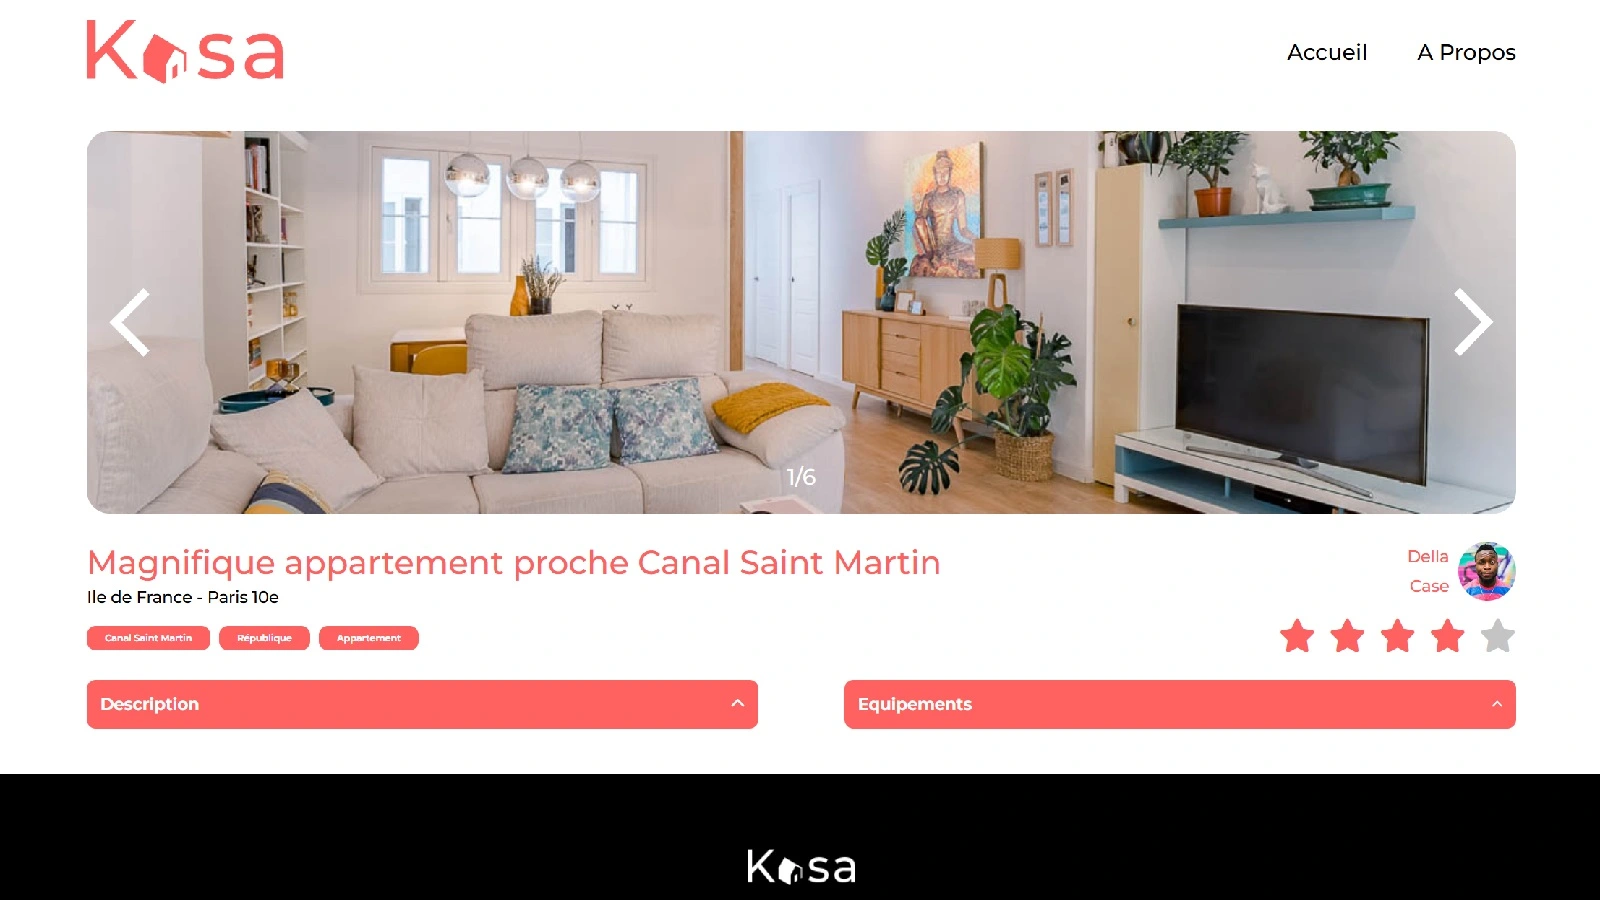 Kasa
Accueil
A Propos
1/6
Magnifique appartement proche Canal Saint Martin
Ile de France - Paris 10e
Della
Case
Canal Saint Martin
République
Appartement
Description
Equipements
Kasa